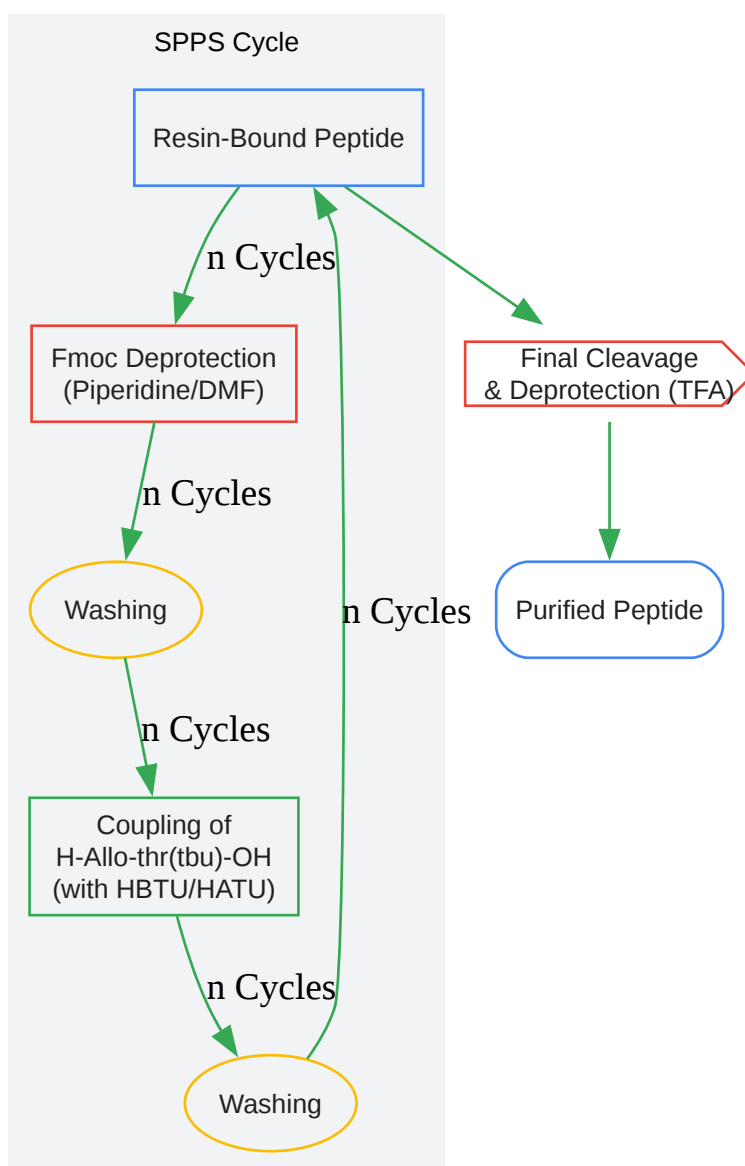 SPPS Cycle
Resin-Bound Peptide
n Cycles
Fmoc Deprotection
(Piperidine/DMF)
Final Cleavage
& Deprotection (TFA)
n Cycles
Washing
n Cycles
Purified Peptide
n Cycles
Coupling of
H-Allo-thr(tbu)-OH
(with HBTU/HATU)
n Cycles
Washing